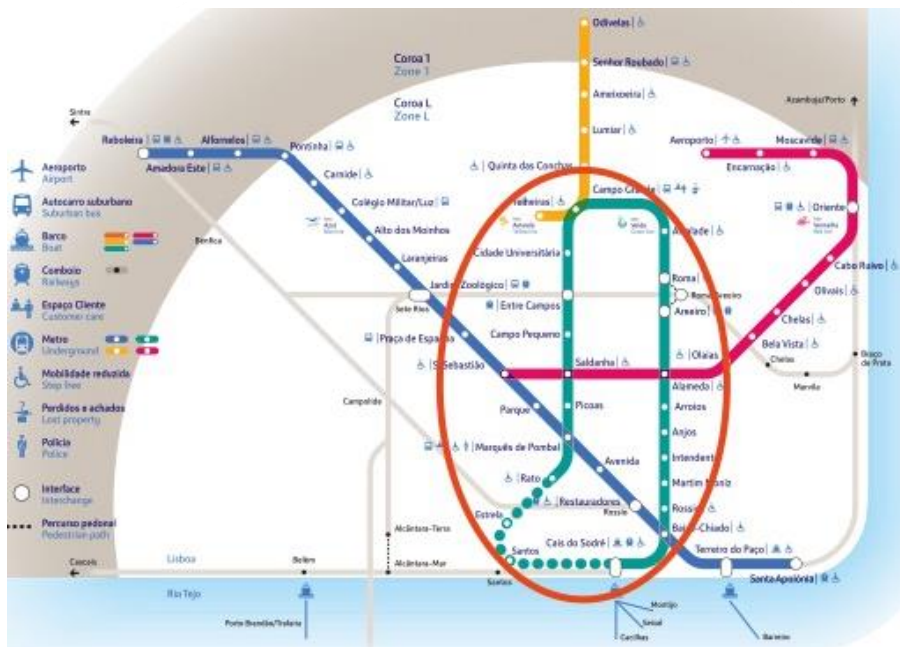 Odivelas
Coroa 1
Zone 1
Senhor Roubado
Ameixoeira
Coroa L
Zone L
Azambuja/Porto
Sintra
Lumiar
Reboleira
Alfornelos
Pontinha
Aeroporto
Moscavide
Amadora Este
Quinta das Conchas
Encarnação
Aeroporto
Airport
Carnide
Campo Grande
Telheiras
Oriente
Autocarro suburbano
Suburban bus
Colégio Militar/Luz
Alvalade
Barco
Boat
Benfica
Alto dos Moinhos
Cidade Universitária
Laranjeiras
Cabo Ruivo
Comboio
Railways
Roma
Jardim Zoológico
Roma-Areeiro
Olivais
Espaço Cliente
Customer care
Sete Rios
Entre Campos
Areeiro
Chelas
Metro
Underground
Praça de Espanha
Campo Pequeno
Bela Vista
Olaias
Braço
de Prata
S. Sebastião
Saldanha
Chelas
Mobilidade reduzida
Step free
Alameda
Marvila
Campolide
Parque
Picoas
Arroios
Perdidos e achados
Lost property
Anjos
Polícia
Police
Marquês de Pombal
Avenida
Intendente
Rato
Martim Moniz
Interface
Interchange
Restauradores
Rossio
Rossio
Estrela
Percurso pedonal
Pedestrian path
Alcântara-Terra
Baixa-Chiado
Cais do Sodré
Santos
Terreiro do Paço
Cascais
Lisboa
Belém
Alcântara-Mar
Santos
Santa Apolónia
Rio Tejo
Montijo
Porto Brandão/Trafaria
Seixal
Cacilhas
Barreiro